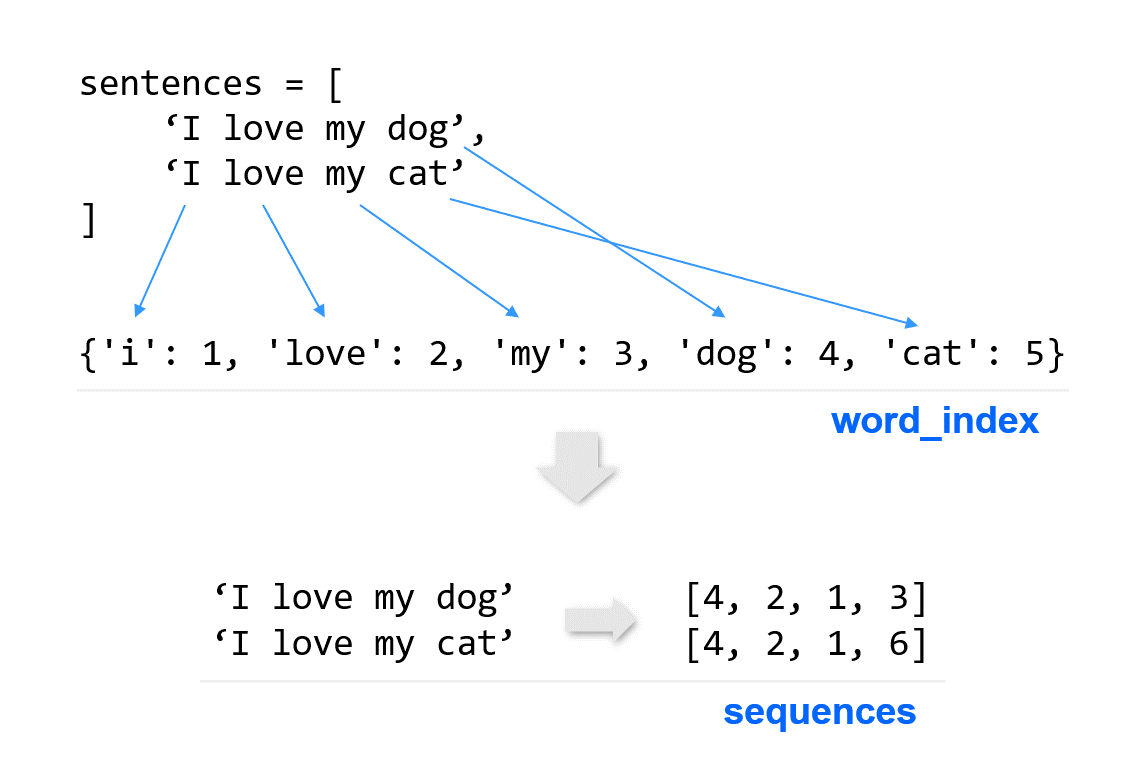 sentences = [
‘I love my dog’,
‘I love my cat’
]
{'i': 1, 'love': 2, 'my': 3, 'dog': 4, 'cat': 5}
word_index
‘I love my dog’ [4, 2, 1, 3]
‘I love my cat’ [4, 2, 1, 6]
sequences